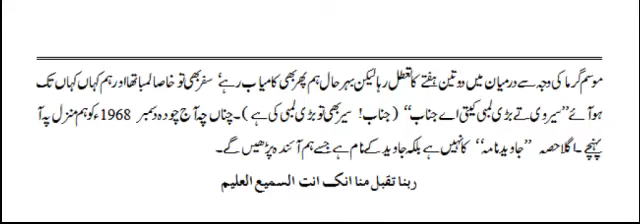 موسم گرما کی وجہ سے درمیان میں دو تین ہفتے کا تعطل رہا لیکن بہر حال ہم پھر بھی کامیاب رہے‘ سفر بھی تو خاصا لمبا تھا اور ہم کہاں کہاں تک
ہو آئے ’’سیر وی تے بڑی لمبی کیتی اے جناب‘‘ (جناب! سیر بھی تو بڑی لمبی کی ہے)۔ چناں چہ آج چودہ دسمبر 1968ء کو ہم منزل پہ آ
پہنچے۔ اگلا حصہ ’’جاوید نامہ‘‘ کا نہیں ہے بلکہ جاوید کے نام ہے جسے ہم آئندہ پڑھیں گے۔
ربنا تقبل منا انک انت السمیع العلیم